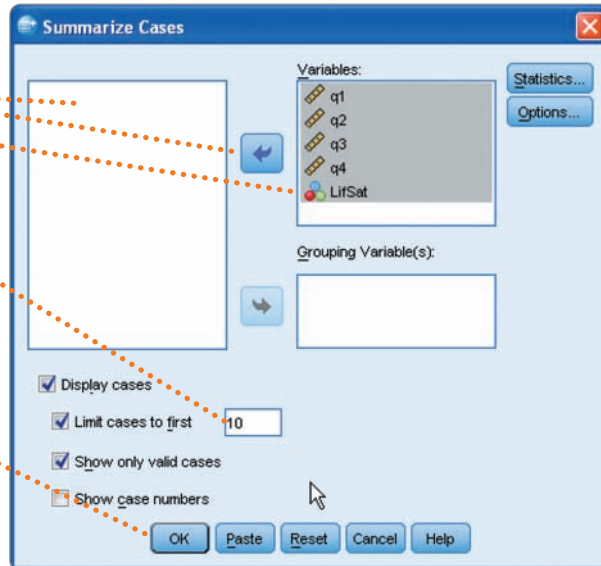 Summarize Cases
Variables:
q1
q2
q3
q4
LifSat
Statistics...
Options...
Grouping Variable(s):
Display cases
Limit cases to first 10
Show only valid cases
Show case numbers
OK Paste Reset Cancel Help